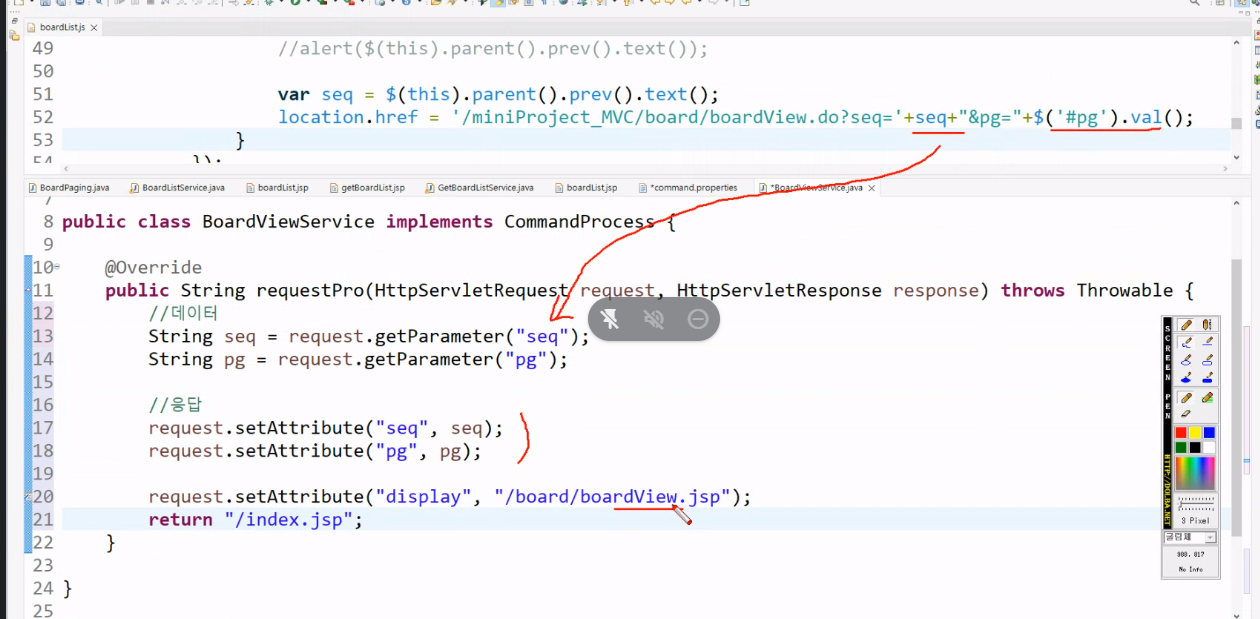 boardList.js
49 //alert($(this).parent().prev().text());
50
51 var seq = $(this).parent().prev().text();
52 location.href = '/miniProject_MVC/board/boardView.do?seq='+seq+"&pg="+$('#pg').val();
53 }
54 });
BoardPaging.java BoardListService.java boardList.jsp getBoardList.jsp GetBoardListService.java boardList.jsp *command.properties *BoardViewService.java
7
8 public class BoardViewService implements CommandProcess {
9
10 @Override
11 public String requestPro(HttpServletRequest request, HttpServletResponse response) throws Throwable {
12 //데이터
13 String seq = request.getParameter("seq");
14 String pg = request.getParameter("pg");
15
16 //응답
17 request.setAttribute("seq", seq);
18 request.setAttribute("pg", pg);
19
20 request.setAttribute("display", "/board/boardView.jsp");
21 return "/index.jsp";
22 }
23
24 }
25
SCREEN PEN
HTTP://DOLBA.NET
3 Pixel
굴림체
No Info